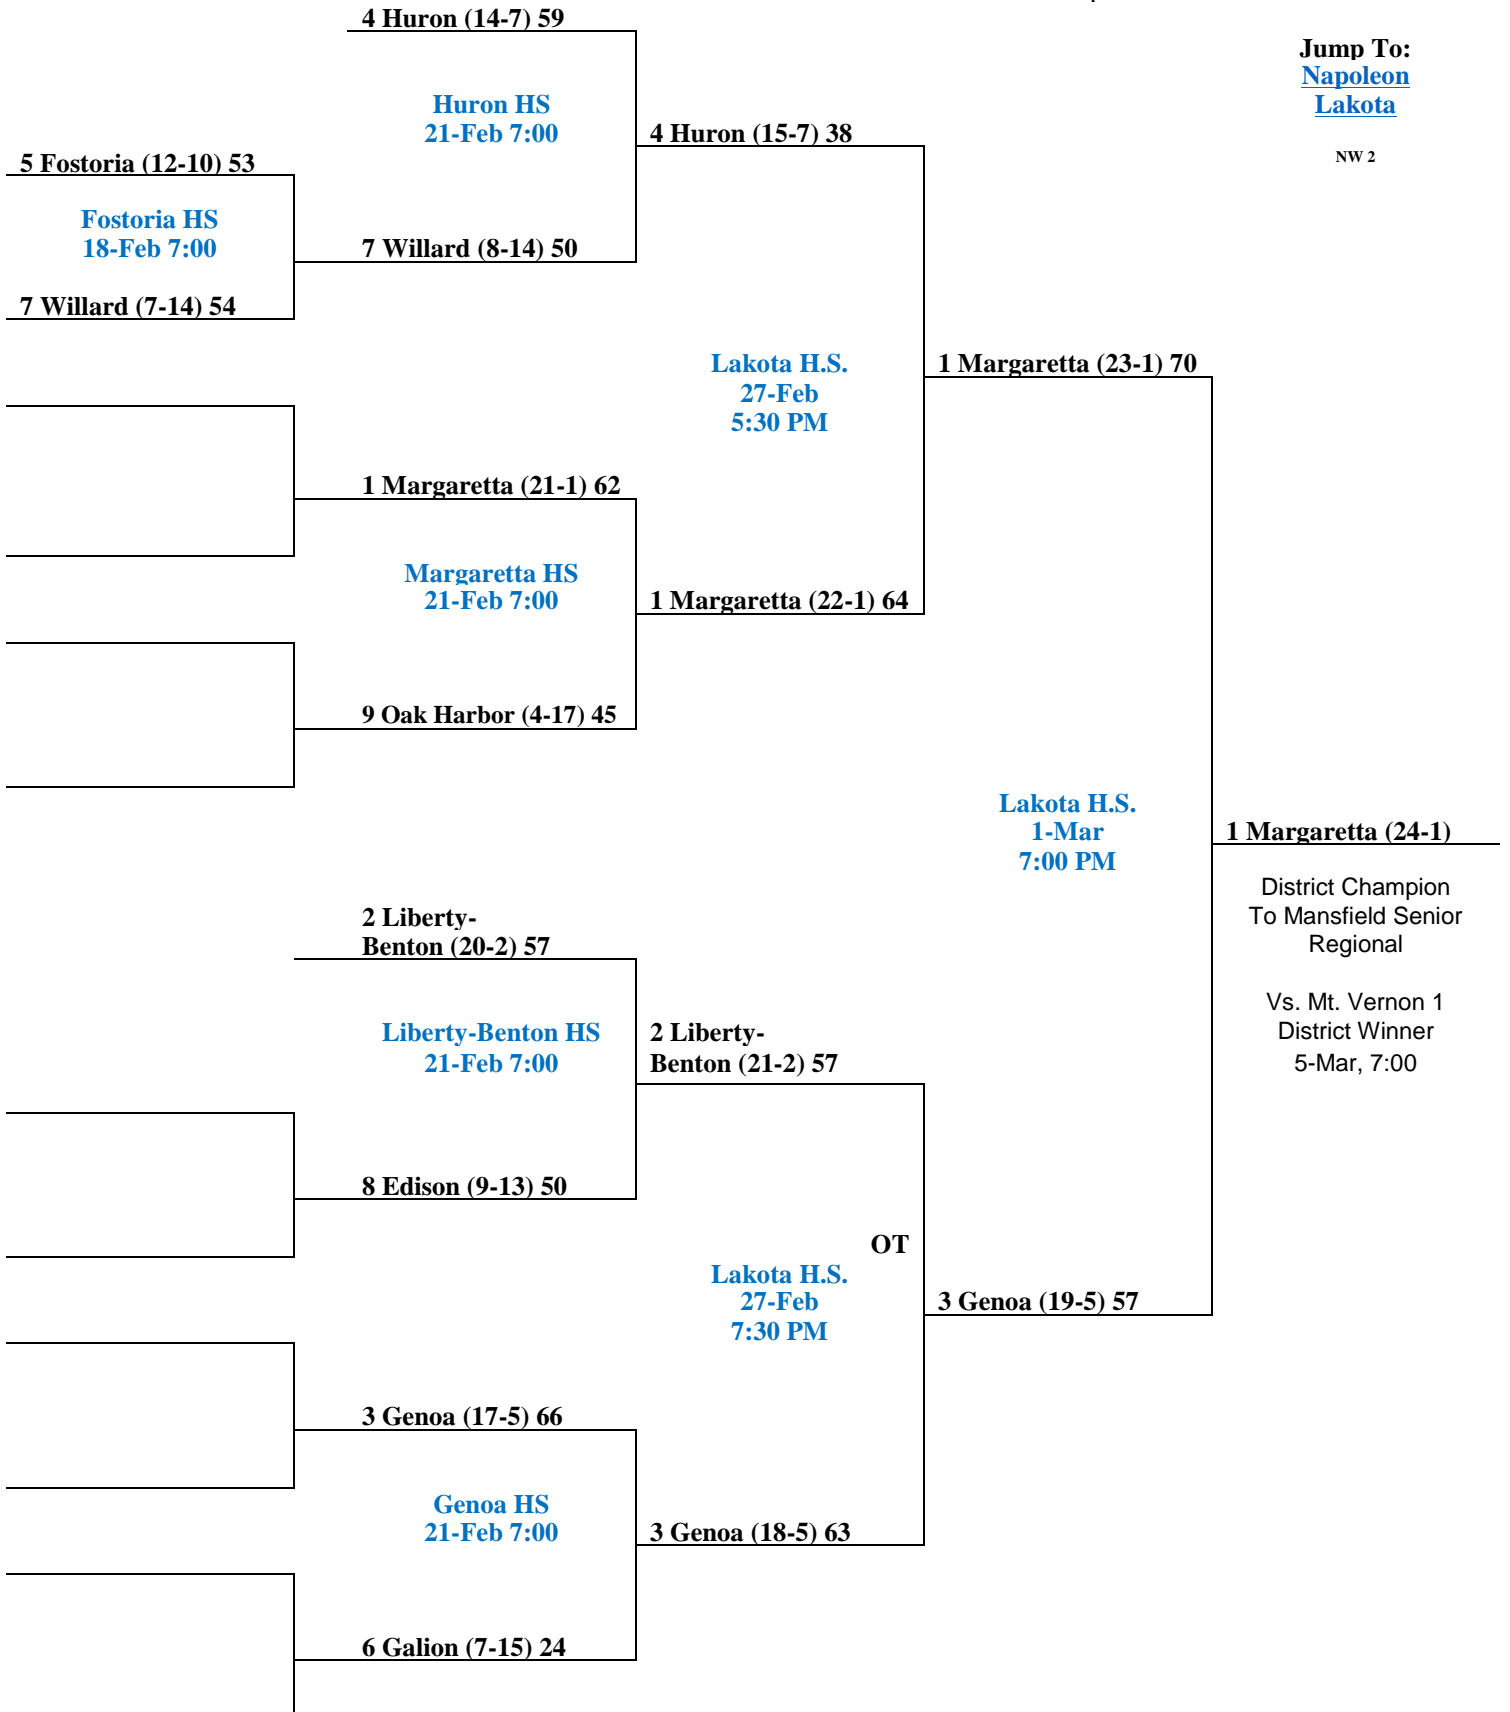 4 Huron (14-7) 59
Jump To:
Napoleon
Lakota
NW 2
Huron HS
21-Feb 7:00
4 Huron (15-7) 38
5 Fostoria (12-10) 53
Fostoria HS
18-Feb 7:00
7 Willard (8-14) 50
7 Willard (7-14) 54
Lakota H.S.
27-Feb
5:30 PM
1 Margaretta (23-1) 70
1 Margaretta (21-1) 62
Margaretta HS
21-Feb 7:00
1 Margaretta (22-1) 64
9 Oak Harbor (4-17) 45
Lakota H.S.
1-Mar
7:00 PM
1 Margaretta (24-1)
District Champion
To Mansfield Senior
Regional
Vs. Mt. Vernon 1
District Winner
5-Mar, 7:00
2 Liberty-
Benton (20-2) 57
Liberty-Benton HS
21-Feb 7:00
2 Liberty-
Benton (21-2) 57
8 Edison (9-13) 50
OT
Lakota H.S.
27-Feb
7:30 PM
3 Genoa (19-5) 57
3 Genoa (17-5) 66
Genoa HS
21-Feb 7:00
3 Genoa (18-5) 63
6 Galion (7-15) 24